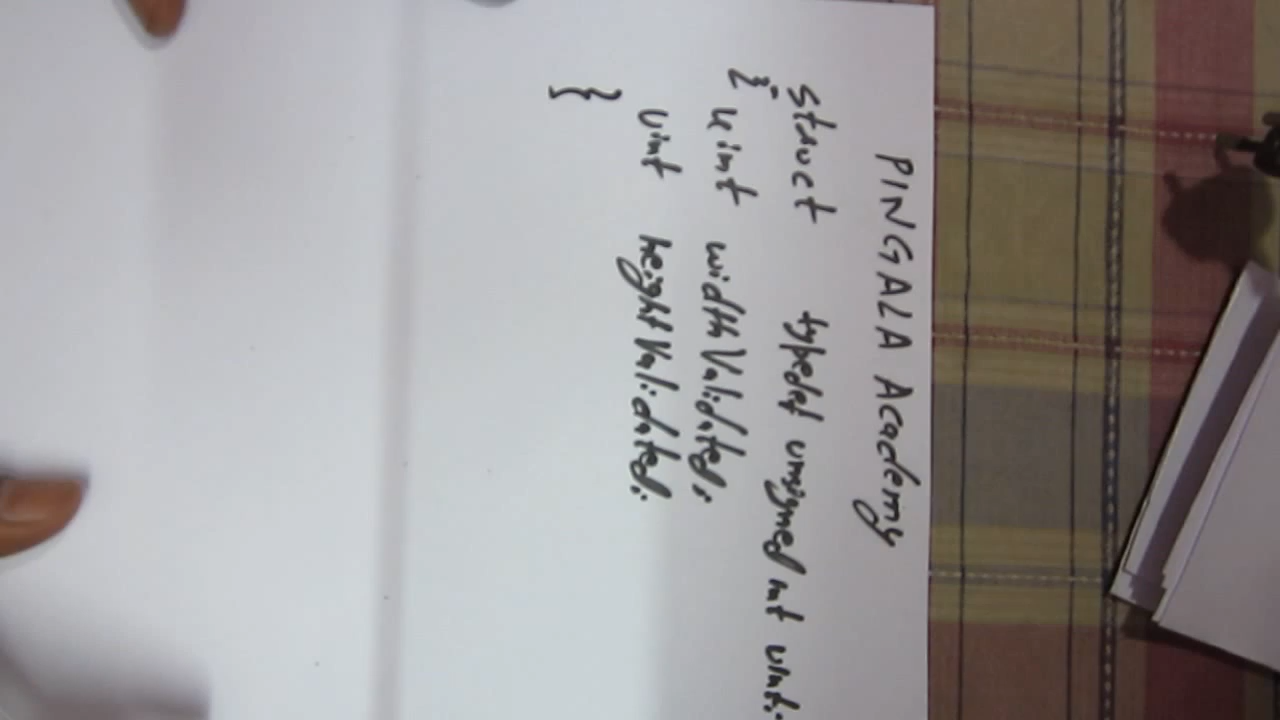 PINGALA Academy
struct typedef unsigned int uint;
{
uint widthValidated;
uint heightValidated;
}